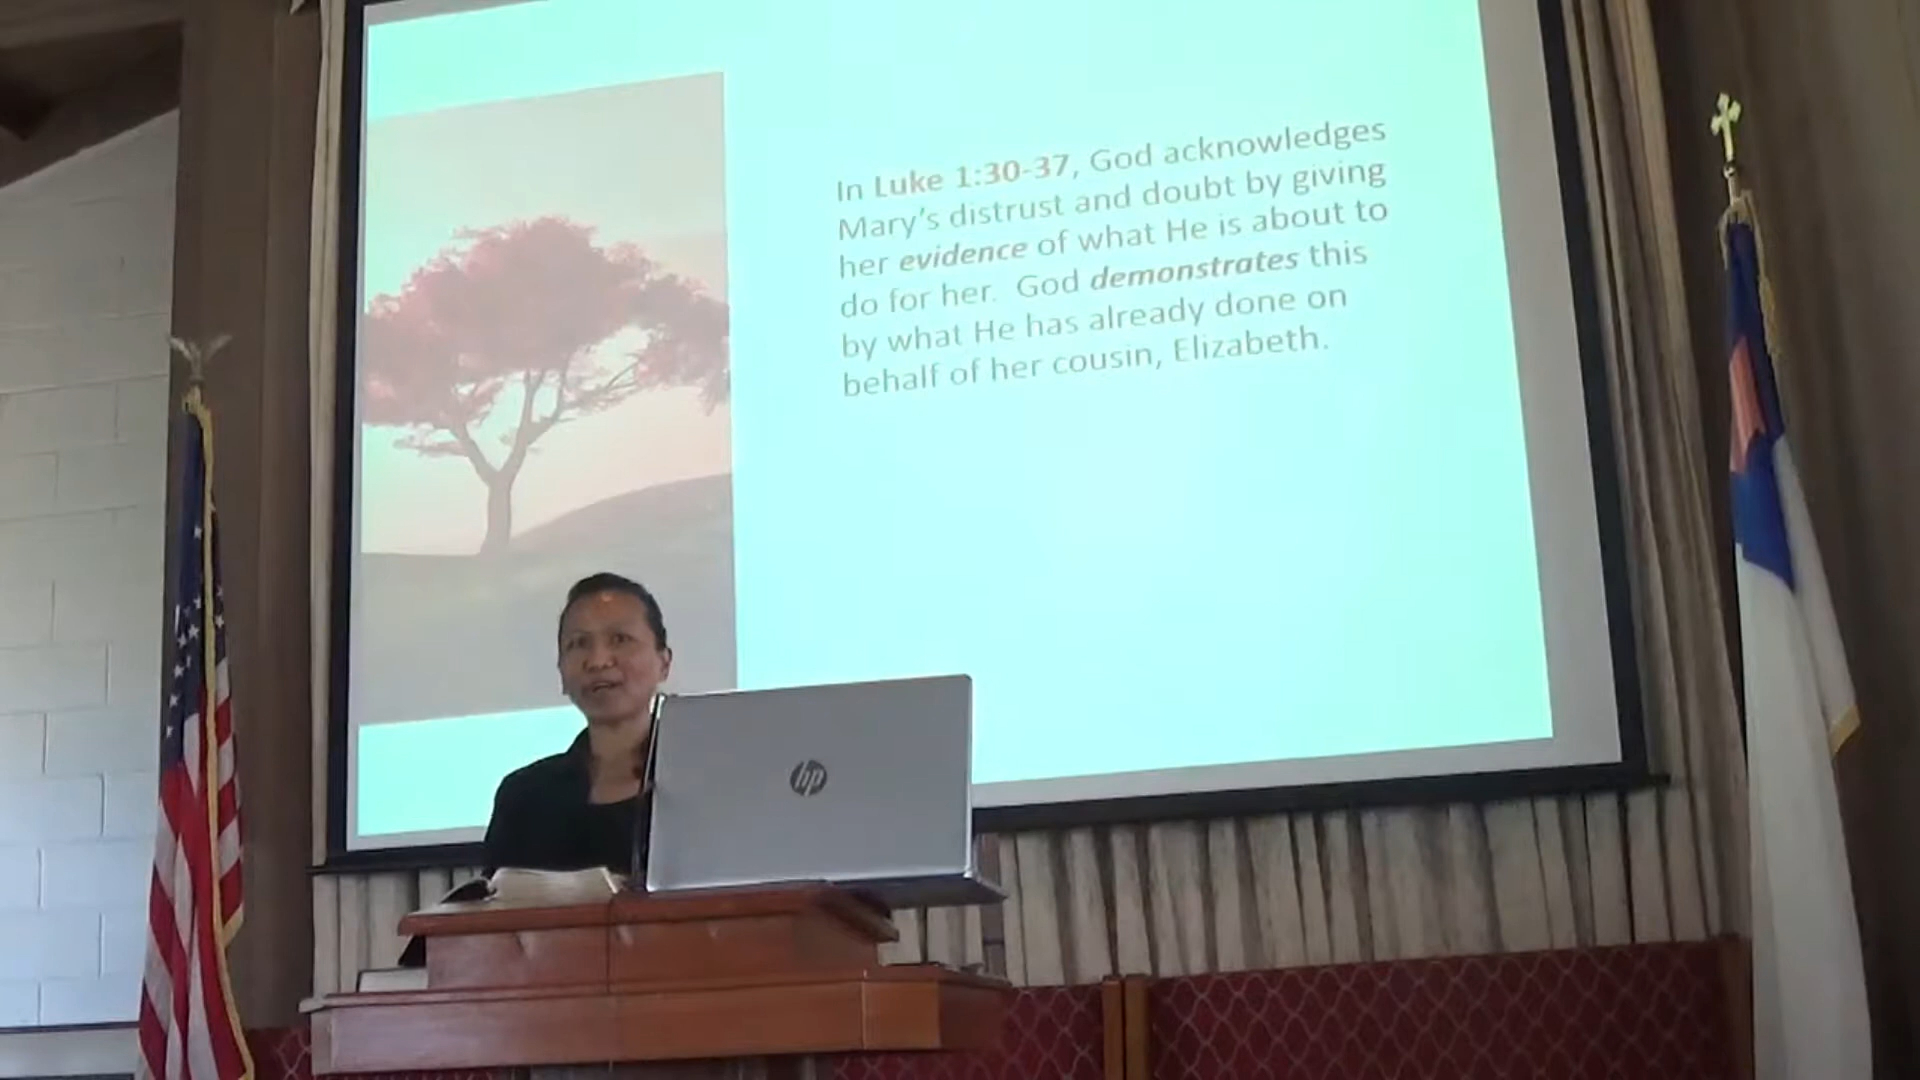 In Luke 1:30-37, God acknowledges
Mary's distrust and doubt by giving
her evidence of what He is about to
do for her.  God demonstrates this
by what He has already done on
behalf of her cousin, Elizabeth.
hp